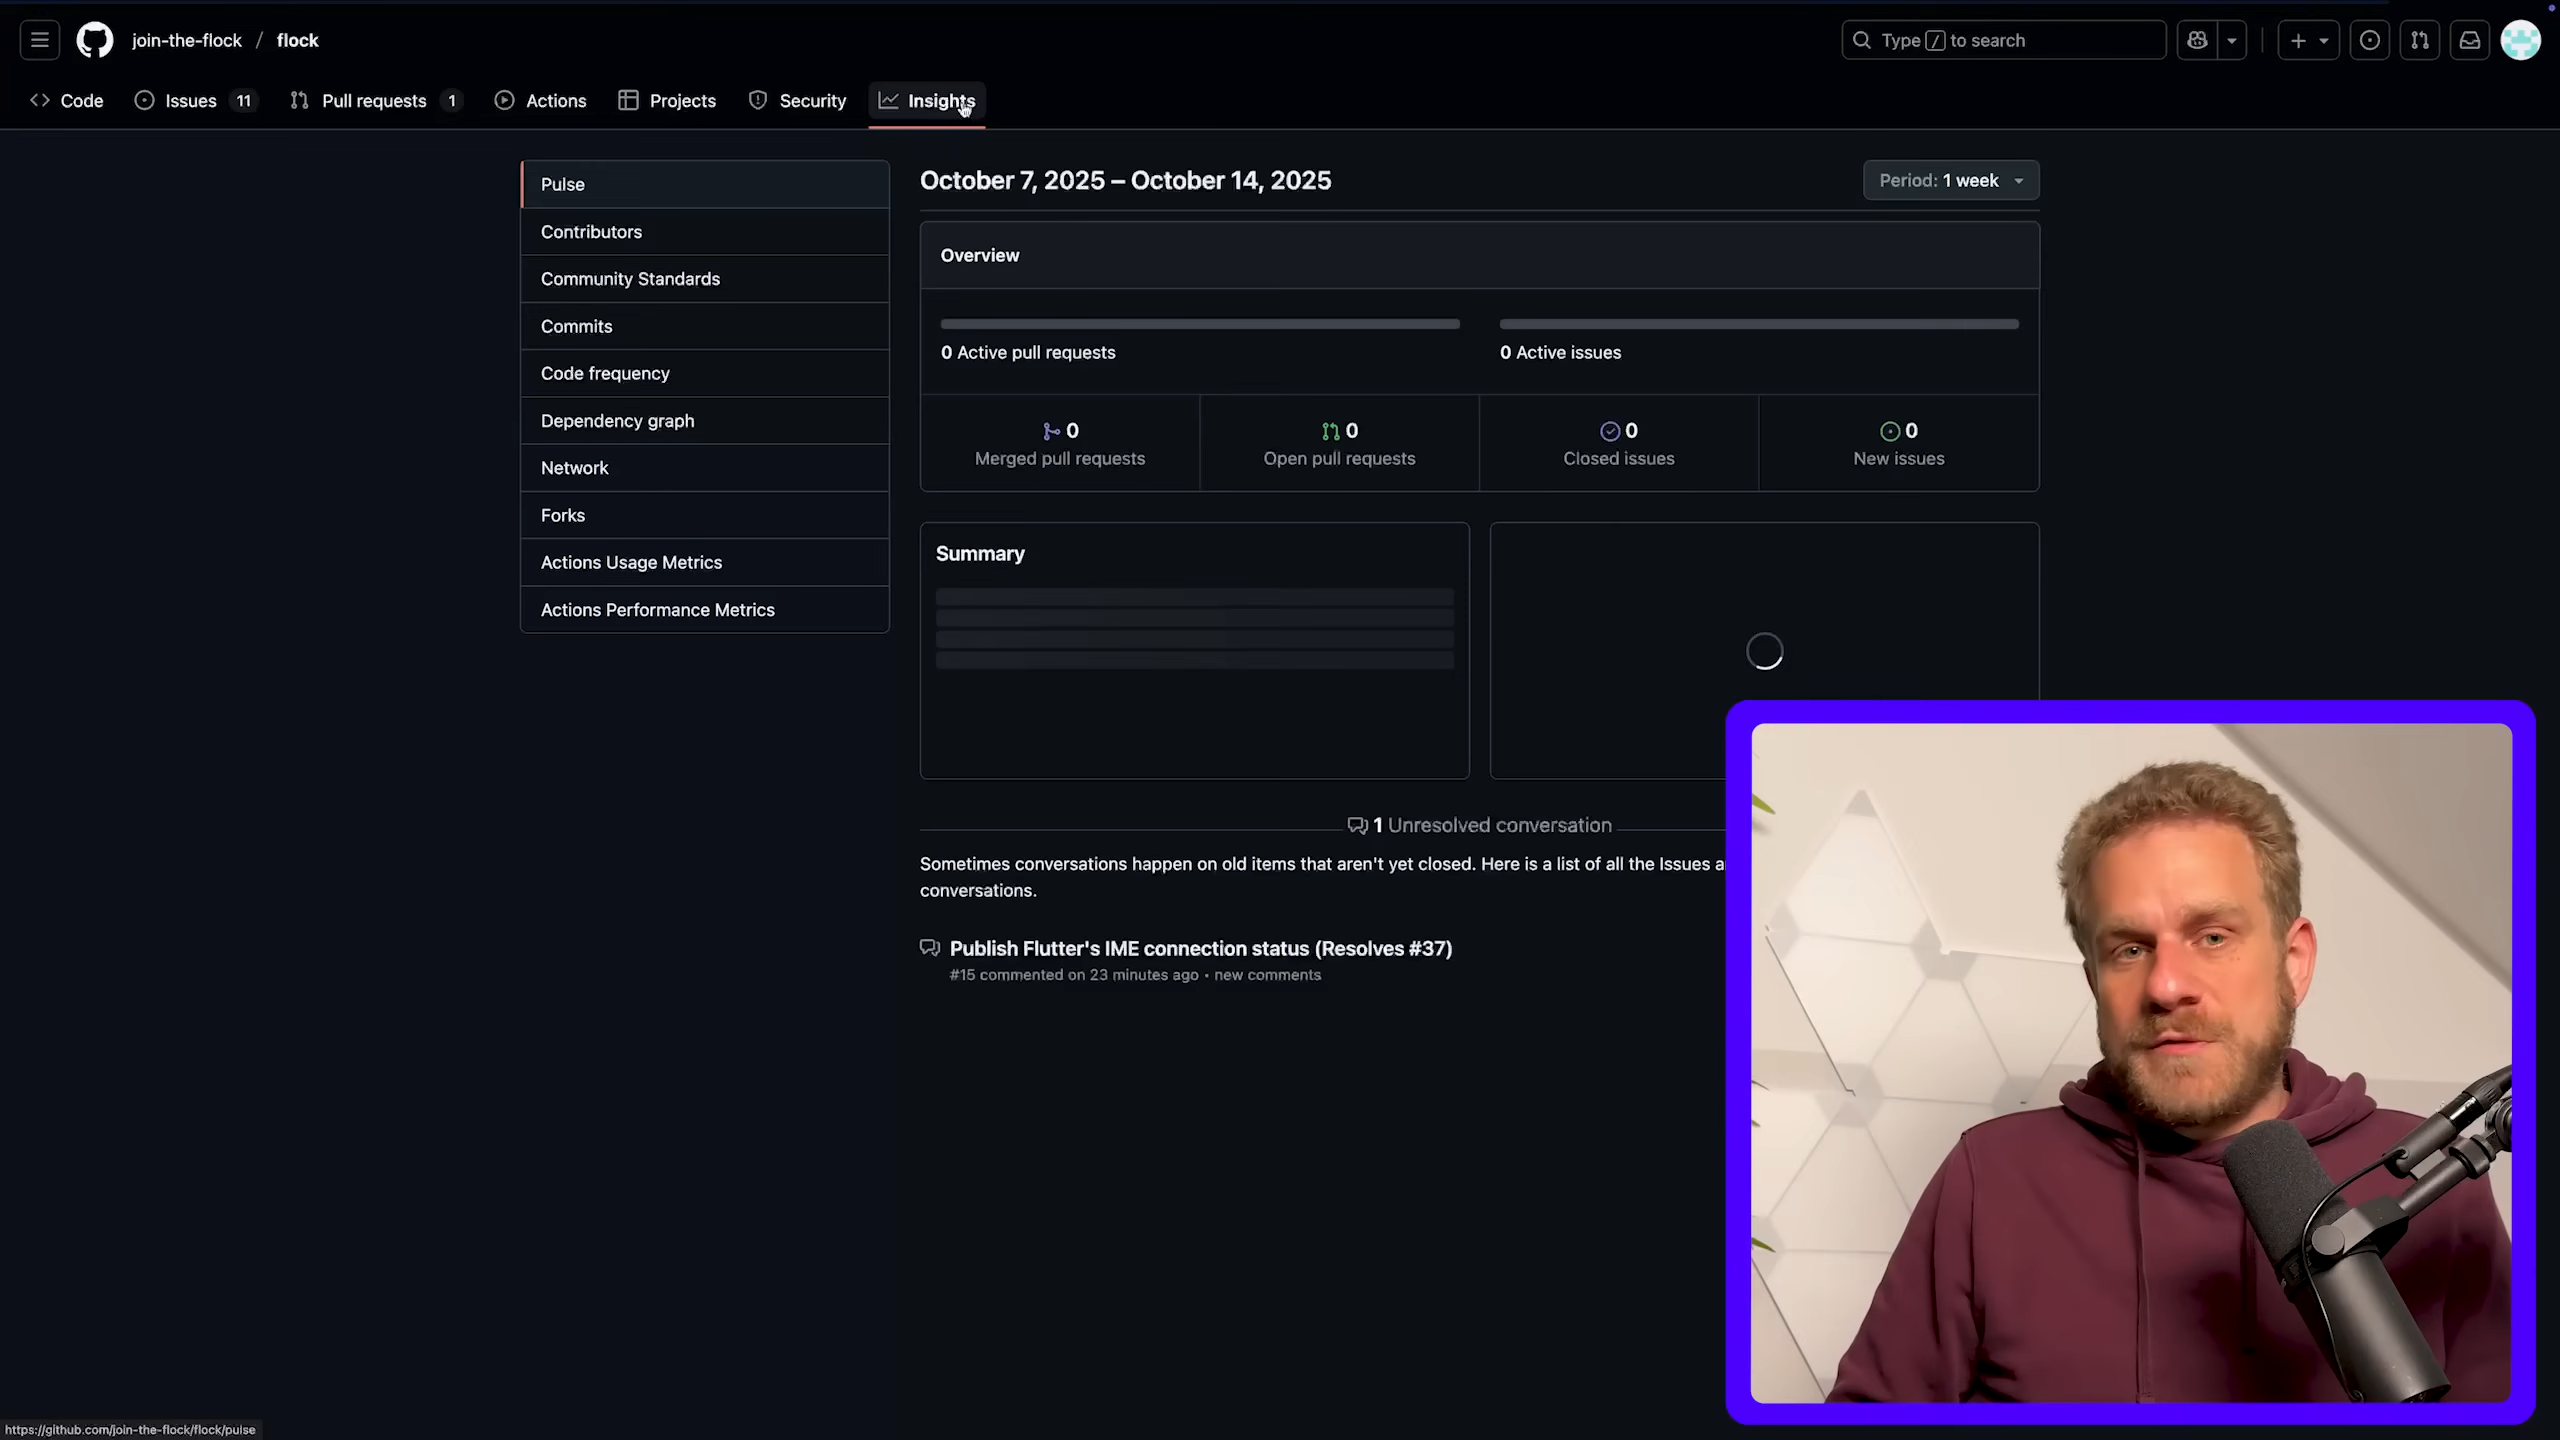 join-the-flock / flock
Type / to search
Code
Issues 11
Pull requests 1
Actions
Projects
Security
Insights
Pulse
Contributors
Community Standards
Commits
Code frequency
Dependency graph
Network
Forks
Actions Usage Metrics
Actions Performance Metrics
October 7, 2025 – October 14, 2025
Period: 1 week
Overview
0 Active pull requests
0 Active issues
0
Merged pull requests
0
Open pull requests
0
Closed issues
0
New issues
Summary
1 Unresolved conversation
Sometimes conversations happen on old items that aren't yet closed. Here is a list of all the Issues
conversations.
Publish Flutter's IME connection status (Resolves #37)
#15 commented on 23 minutes ago • new comments
https://github.com/join-the-flock/flock/pulse